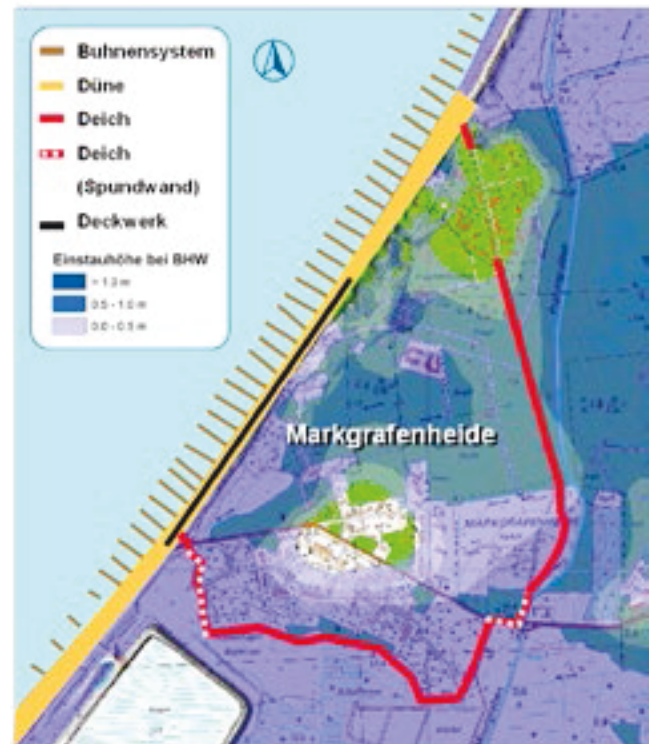 Buhnensystem
Düne
Deich
Deich
(Spundwand)
Deckwerk
Einstauhöhe bei BHW
> 1.0 m
0.5 - 1.0 m
0.0 - 0.5 m
Markgrafenheide
MARKGRAFENHEIDE